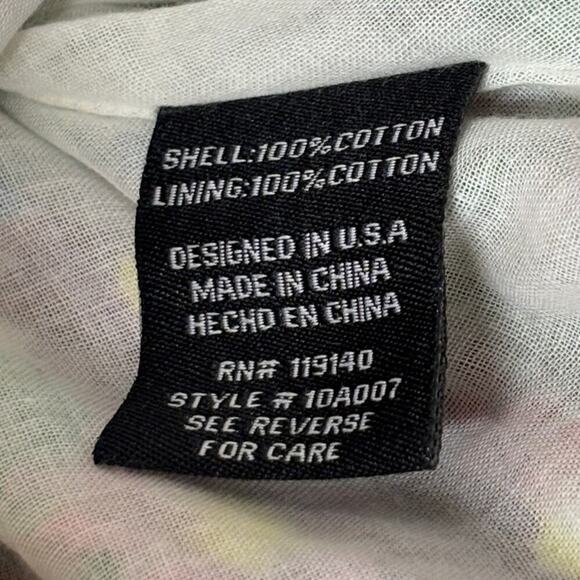 SHELL:100%COTTON
LINING:100%COTTON
DESIGNED IN U.S.A
MADE IN CHINA
HECHO EN CHINA
RN# 119140
STYLE # 10A007
SEE REVERSE
FOR CARE